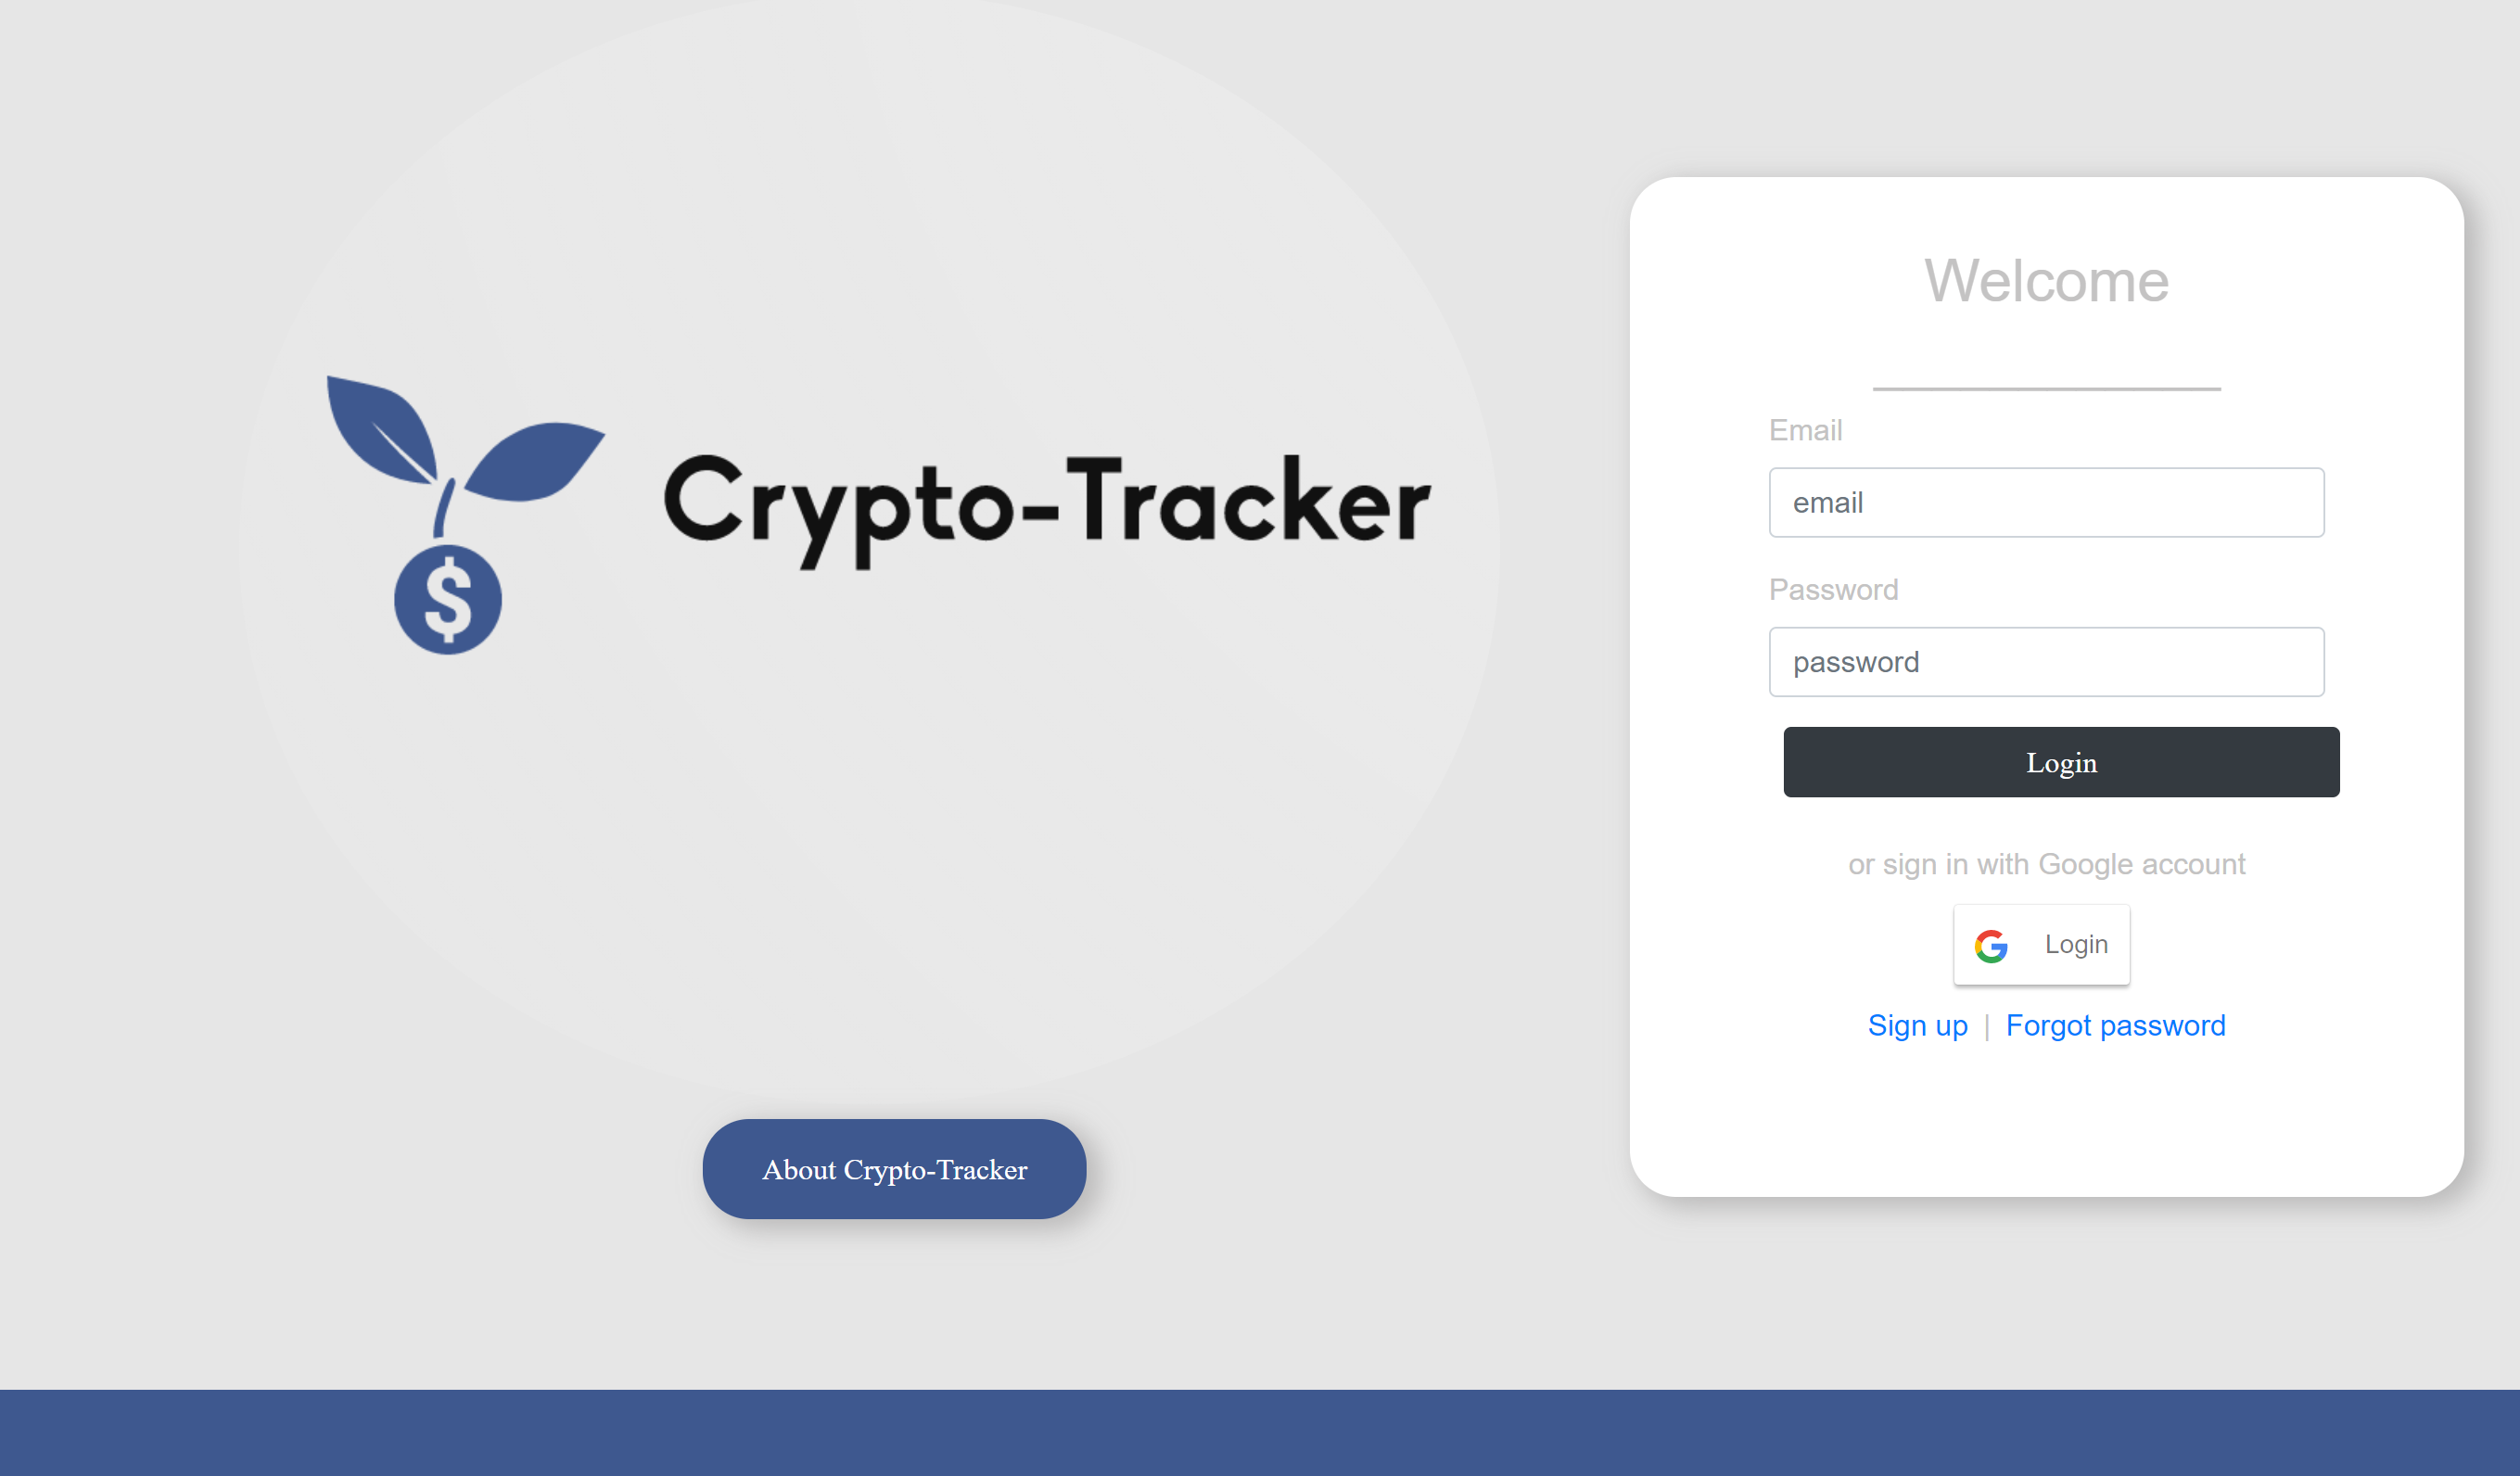 Crypto-Tracker
About Crypto-Tracker
Welcome
Email
email
Password
password
Login
or sign in with Google account
Login
Sign up | Forgot password